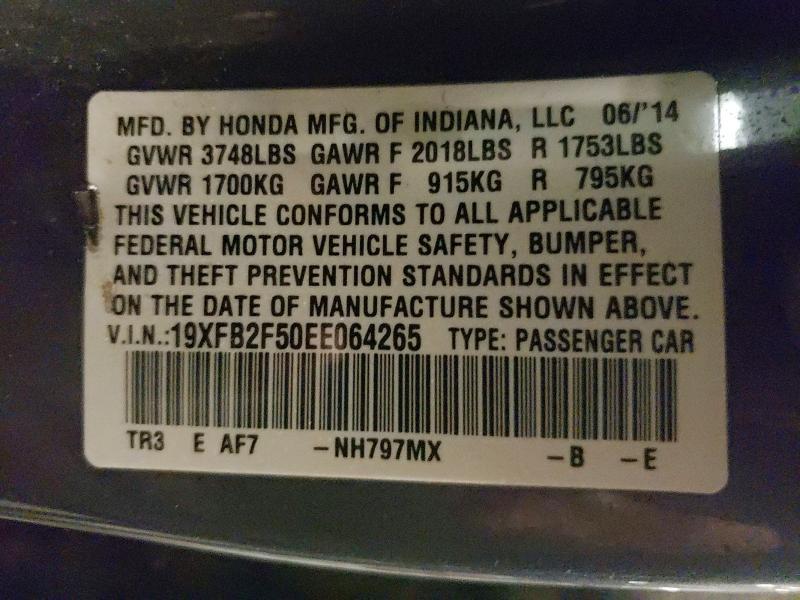 MFD. BY HONDA MFG. OF INDIANA, LLC 06/'14
GVWR 3748LBS GAWR F 2018LBS R 1753LBS
GVWR 1700KG GAWR F 915KG R 795KG
THIS VEHICLE CONFORMS TO ALL APPLICABLE
FEDERAL MOTOR VEHICLE SAFETY, BUMPER,
AND THEFT PREVENTION STANDARDS IN EFFECT
ON THE DATE OF MANUFACTURE SHOWN ABOVE.
V.I.N.:19XFB2F50EE064265 TYPE: PASSENGER CAR
TR3 E AF7 –NH797MX –B –E